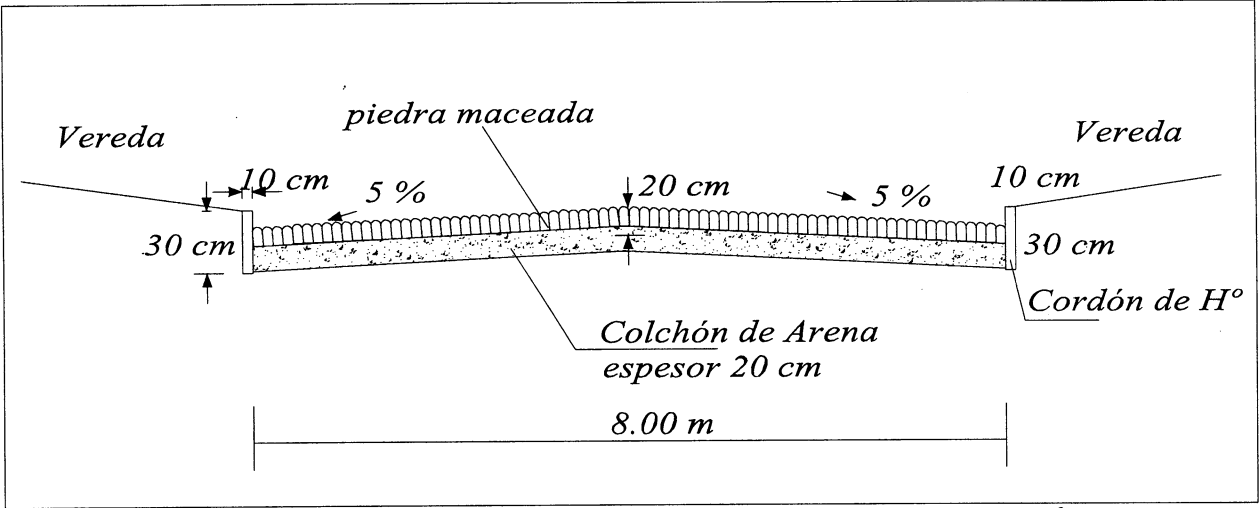 piedra maceada
Vereda
Vereda
10 cm
5 %
20 cm
5 %
10 cm
30 cm
30 cm
Cordón de Hº
Colchón de Arena
espesor 20 cm
8.00 m